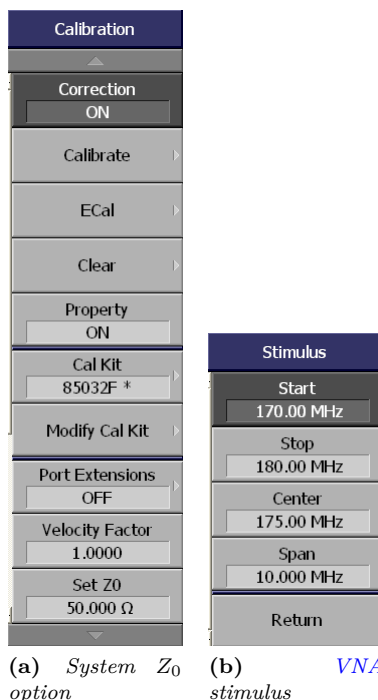 Calibration
Correction
ON
Calibrate
ECal
Clear
Property
ON
Cal Kit
85032F *
Modify Cal Kit
Port Extensions
OFF
Velocity Factor
1.0000
Set Z0
50.000 Ω
(a) System Z0
option
Stimulus
Start
170.00 MHz
Stop
180.00 MHz
Center
175.00 MHz
Span
10.000 MHz
Return
(b) VNA
stimulus